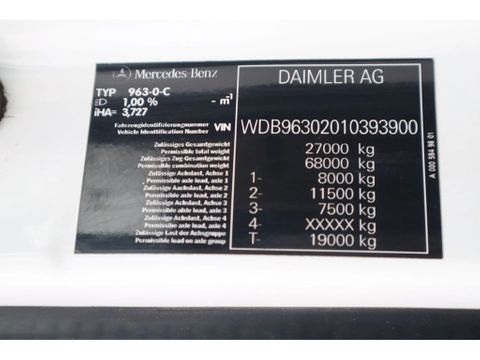 Mercedes-Benz
DAIMLER AG
TYP 963-0-C
1,00 % - m⁻¹
iHA= 3,727
Fahrzeugidentifizierungsnummer
Vehicle Identification Number VIN WDB96302010393900
Zulässiges Gesamtgewicht
Permissible total weight 27000 kg
Zulässiges Zug-Gesamtgewicht
Permissible combination weight 68000 kg
Zulässige Achslast, Achse 1
Permissible axle load, axle 1 1- 8000 kg
Zulässige Achslast, Achse 2
Permissible axle load, axle 2 2- 11500 kg
Zulässige Achslast, Achse 3
Permissible axle load, axle 3 3- 7500 kg
Zulässige Achslast, Achse 4
Permissible axle load, axle 4 4- XXXXX kg
Zulässige Last der Achsgruppe
Permissible load on axle group T- 19000 kg
A 000 584 98 01